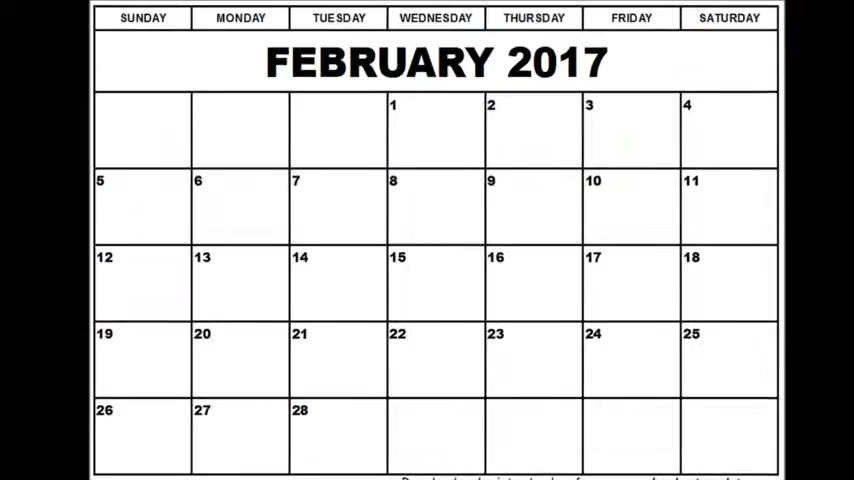 SUNDAY MONDAY TUESDAY WEDNESDAY THURSDAY FRIDAY SATURDAY
FEBRUARY 2017
1 2 3 4
5 6 7 8 9 10 11
12 13 14 15 16 17 18
19 20 21 22 23 24 25
26 27 28